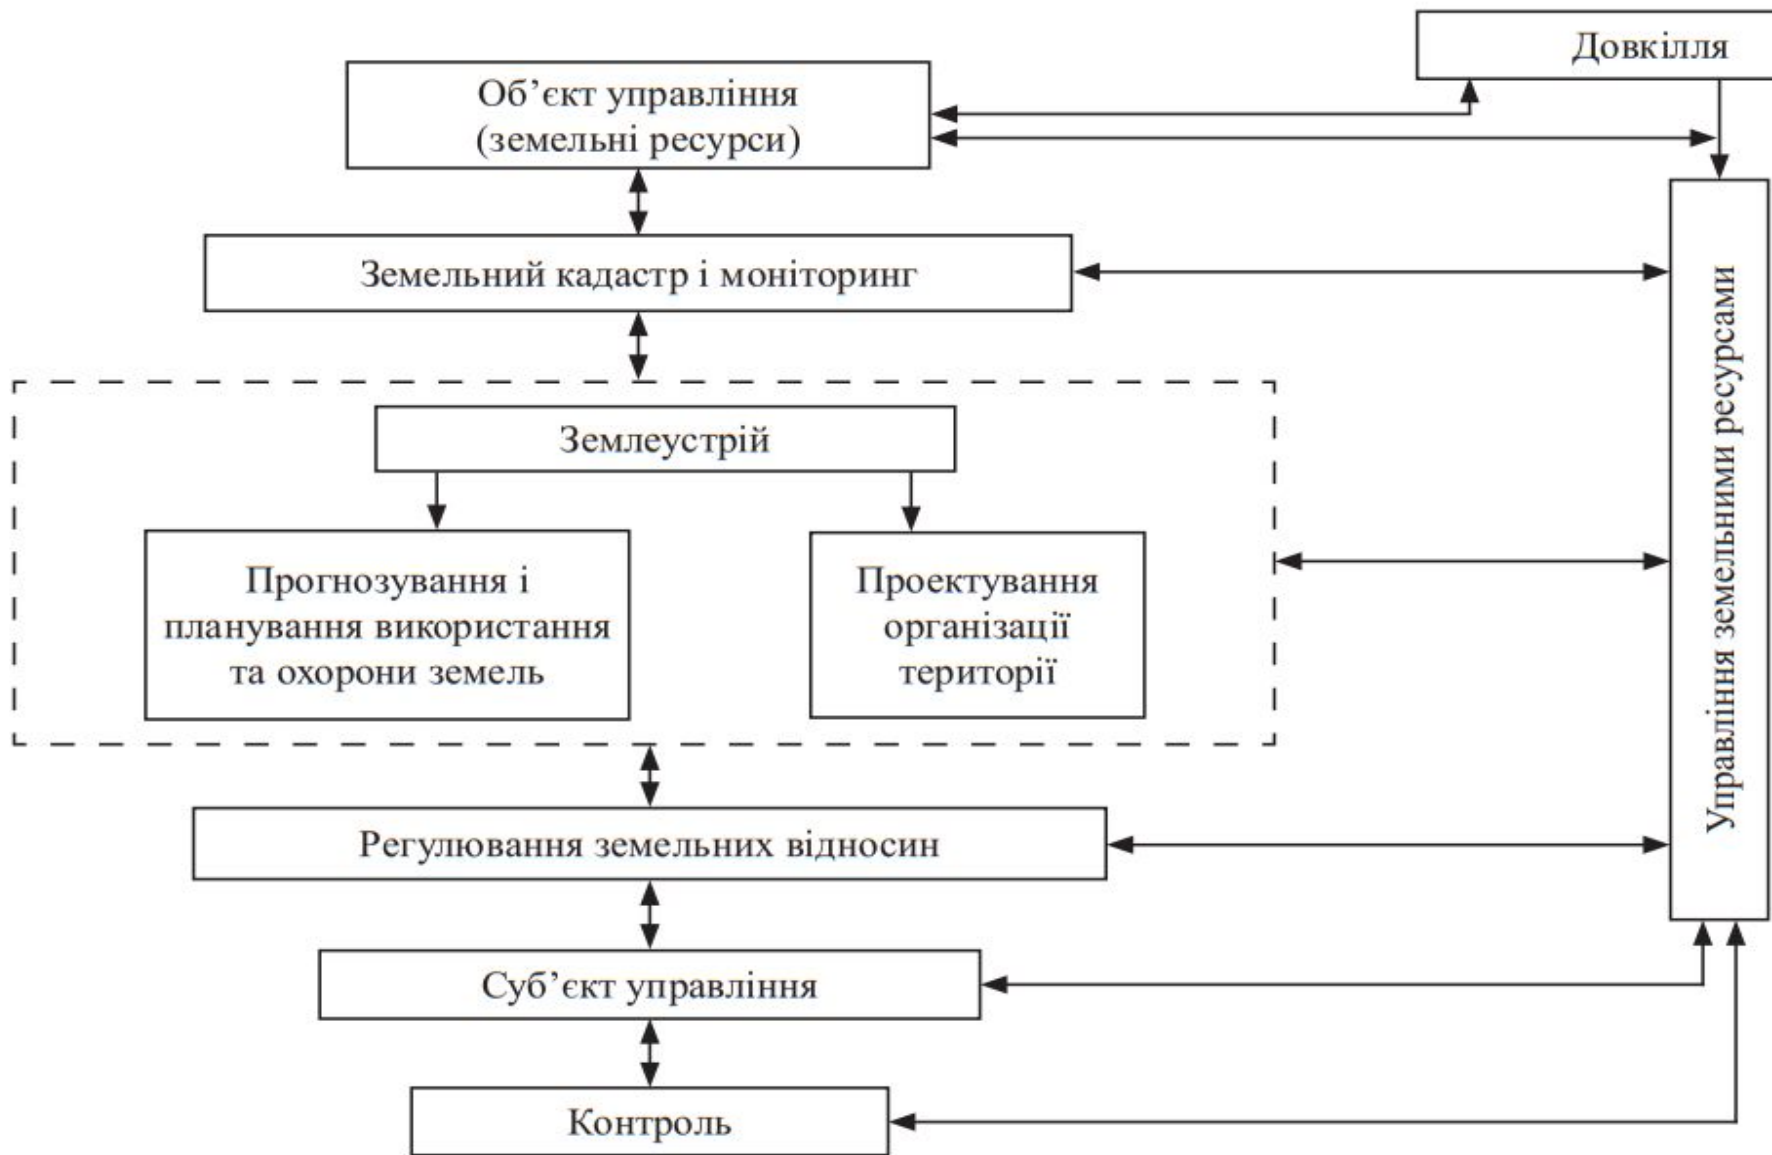 Довкілля
Об’єкт управління
(земельні ресурси)
Земельний кадастр і моніторинг
Землеустрій
Прогнозування і
планування використання
та охорони земель
Проектування
організації
території
Управління земельними ресурсами
Регулювання земельних відносин
Суб’єкт управління
Контроль